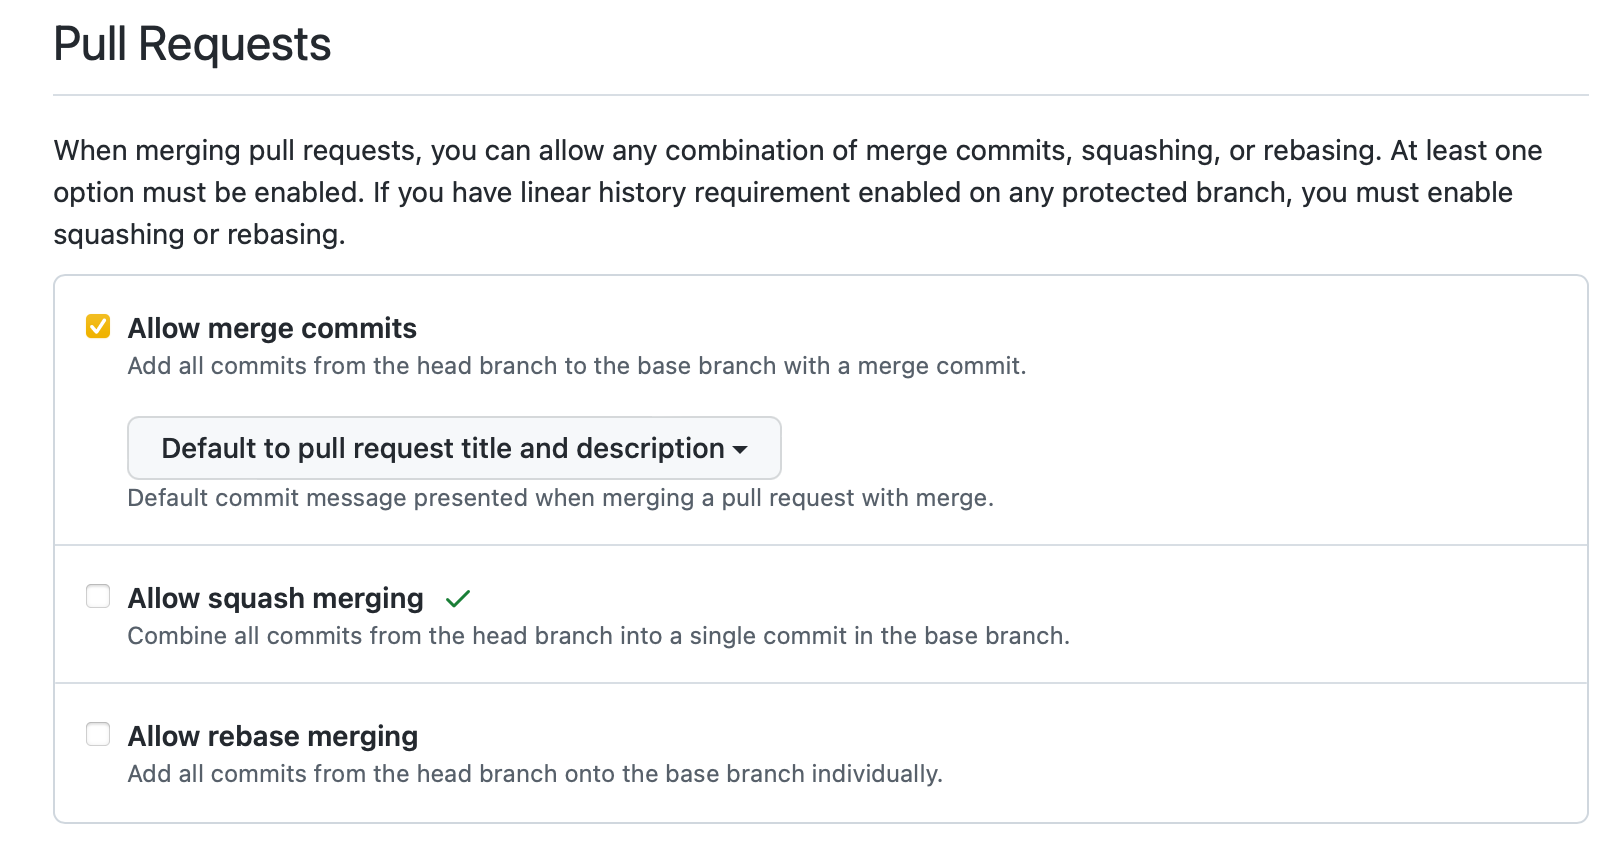 Pull Requests
When merging pull requests, you can allow any combination of merge commits, squashing, or rebasing. At least one
option must be enabled. If you have linear history requirement enabled on any protected branch, you must enable
squashing or rebasing.
Allow merge commits
Add all commits from the head branch to the base branch with a merge commit.
Default to pull request title and description
Default commit message presented when merging a pull request with merge.
Allow squash merging
Combine all commits from the head branch into a single commit in the base branch.
Allow rebase merging
Add all commits from the head branch onto the base branch individually.